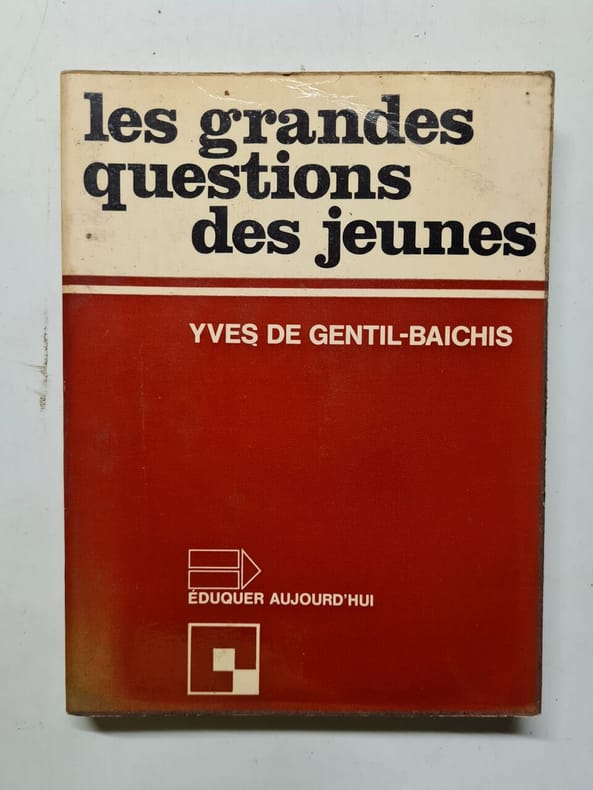 les grandes
questions
des jeunes
YVES DE GENTIL-BAICHIS
ÉDUQUER AUJOURD'HUI